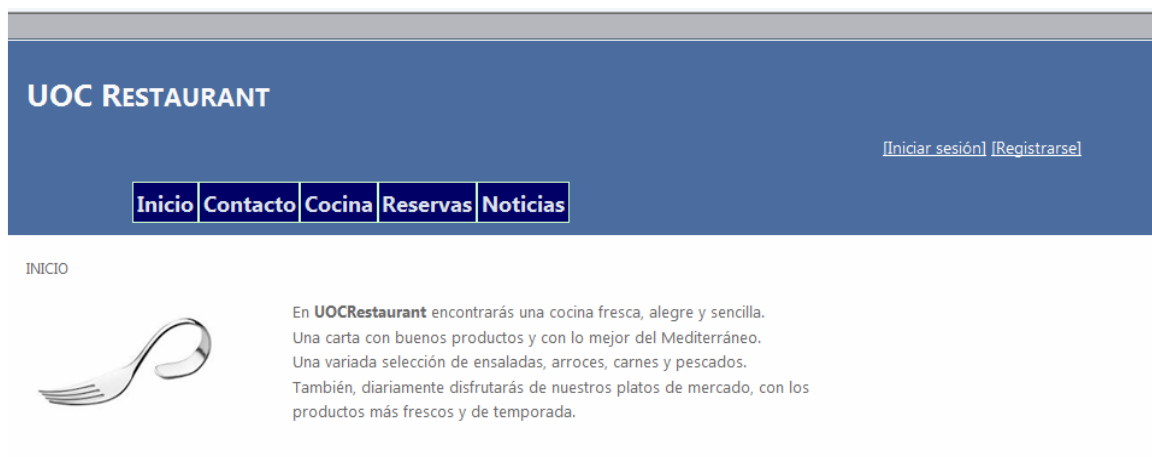 UOC RESTAURANT
[Iniciar sesión] [Registrarse]
Inicio Contacto Cocina Reservas Noticias
INICIO
En UOCRestaurant encontrarás una cocina fresca, alegre y sencilla.
Una carta con buenos productos y con lo mejor del Mediterráneo.
Una variada selección de ensaladas, arroces, carnes y pescados.
También, diariamente disfrutarás de nuestros platos de mercado, con los
productos más frescos y de temporada.